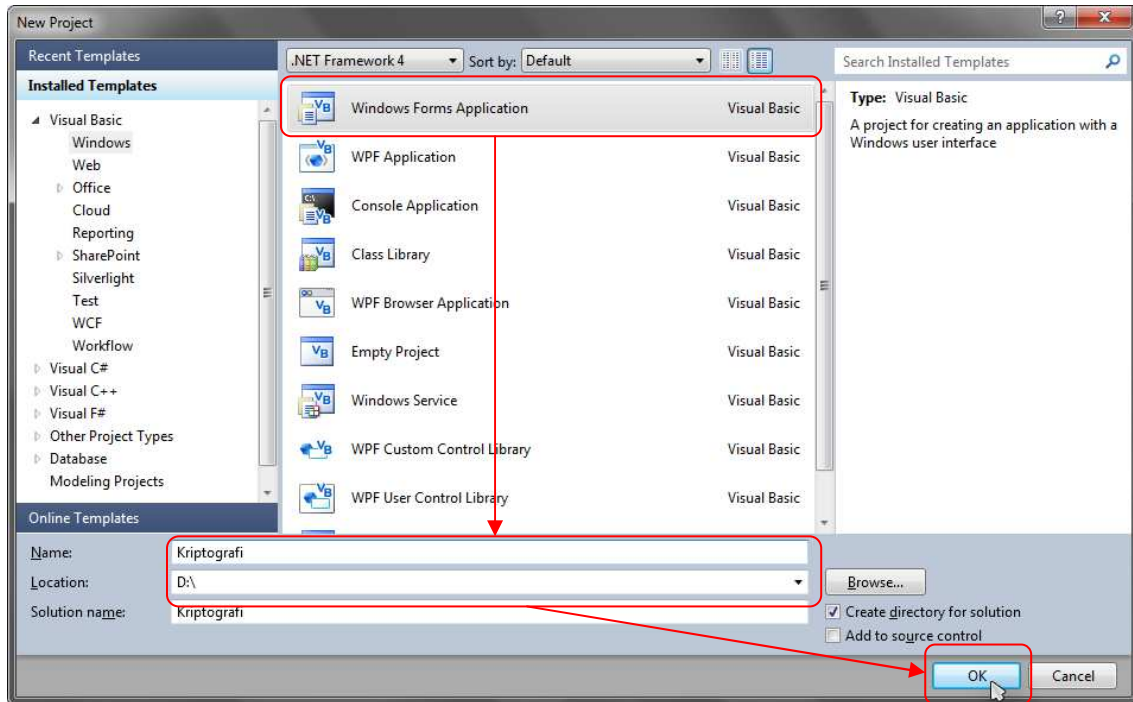 New Project
Recent Templates
Installed Templates
Visual Basic
Windows
Web
Office
Cloud
Reporting
SharePoint
Silverlight
Test
WCF
Workflow
Visual C#
Visual C++
Visual F#
Other Project Types
Database
Modeling Projects
Online Templates
.NET Framework 4 Sort by: Default
Windows Forms Application Visual Basic
WPF Application Visual Basic
Console Application Visual Basic
Class Library Visual Basic
WPF Browser Application Visual Basic
Empty Project Visual Basic
Windows Service Visual Basic
WPF Custom Control Library Visual Basic
WPF User Control Library Visual Basic
Search Installed Templates
Type: Visual Basic
A project for creating an application with a
Windows user interface
Name: Kriptografi
Location: D:\ Browse...
Solution name: Kriptografi
Create directory for solution
Add to source control
OK Cancel